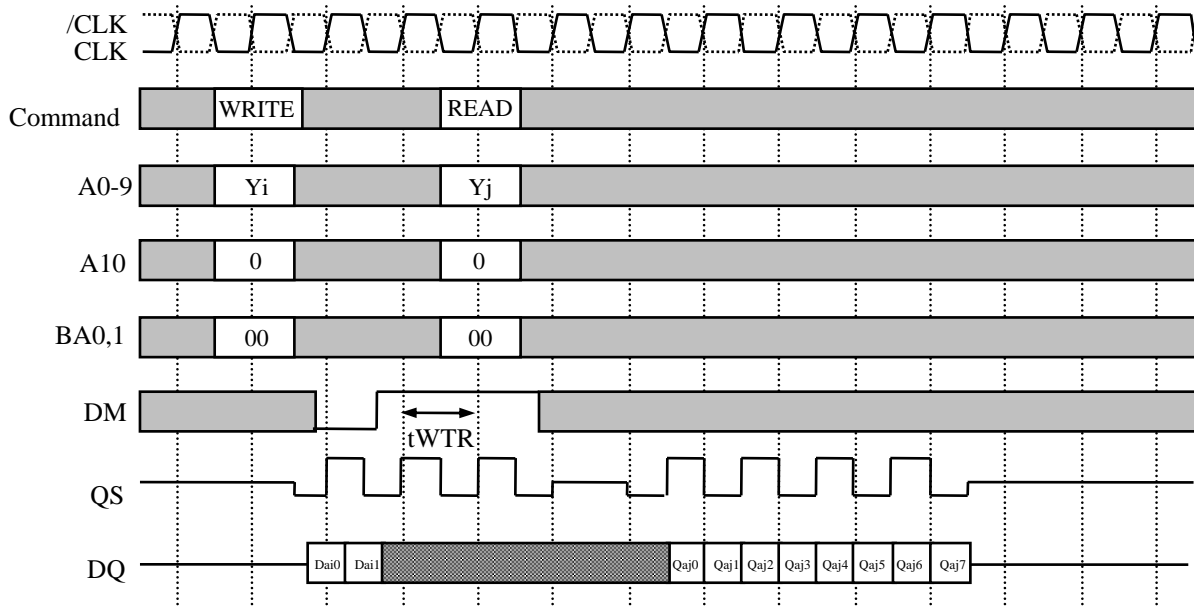 /CLK
CLK
Command WRITE READ
A0-9 Yi Yj
A10 0 0
BA0,1 00 00
DM
tWTR
QS
DQ Dai0 Dai1 Qaj0 Qaj1 Qaj2 Qaj3 Qaj4 Qaj5 Qaj6 Qaj7